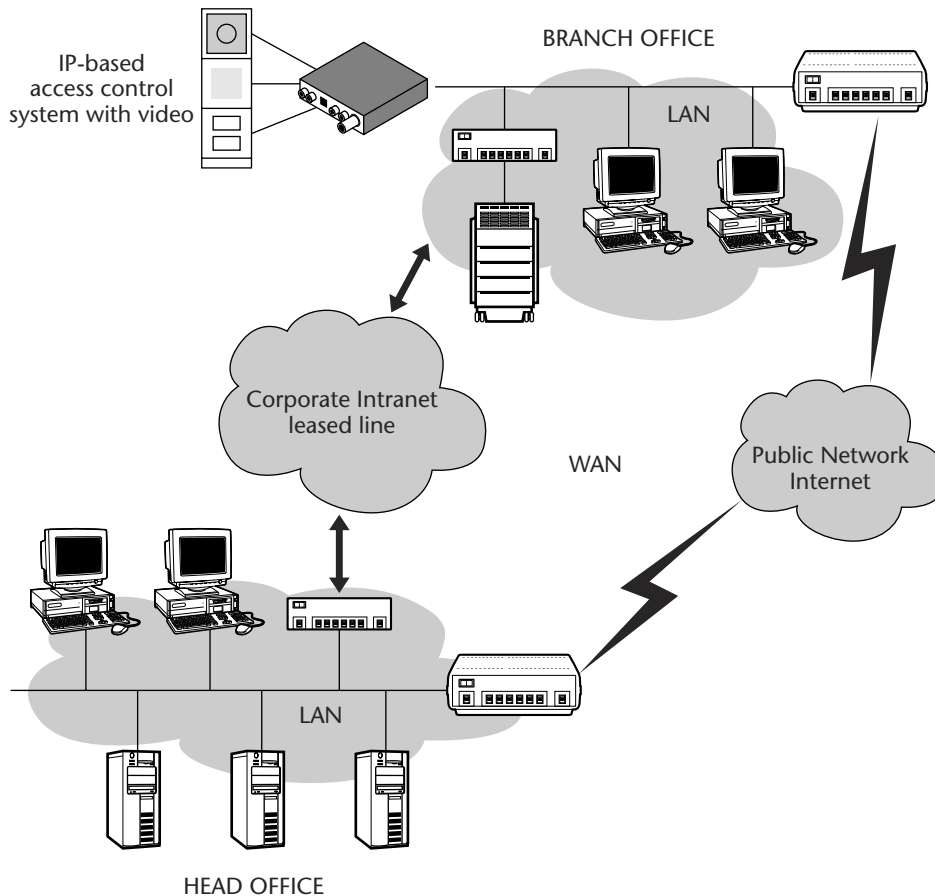 BRANCH OFFICE
IP-based
access control
system with video
LAN
Corporate Intranet
leased line
WAN
Public Network
Internet
LAN
HEAD OFFICE